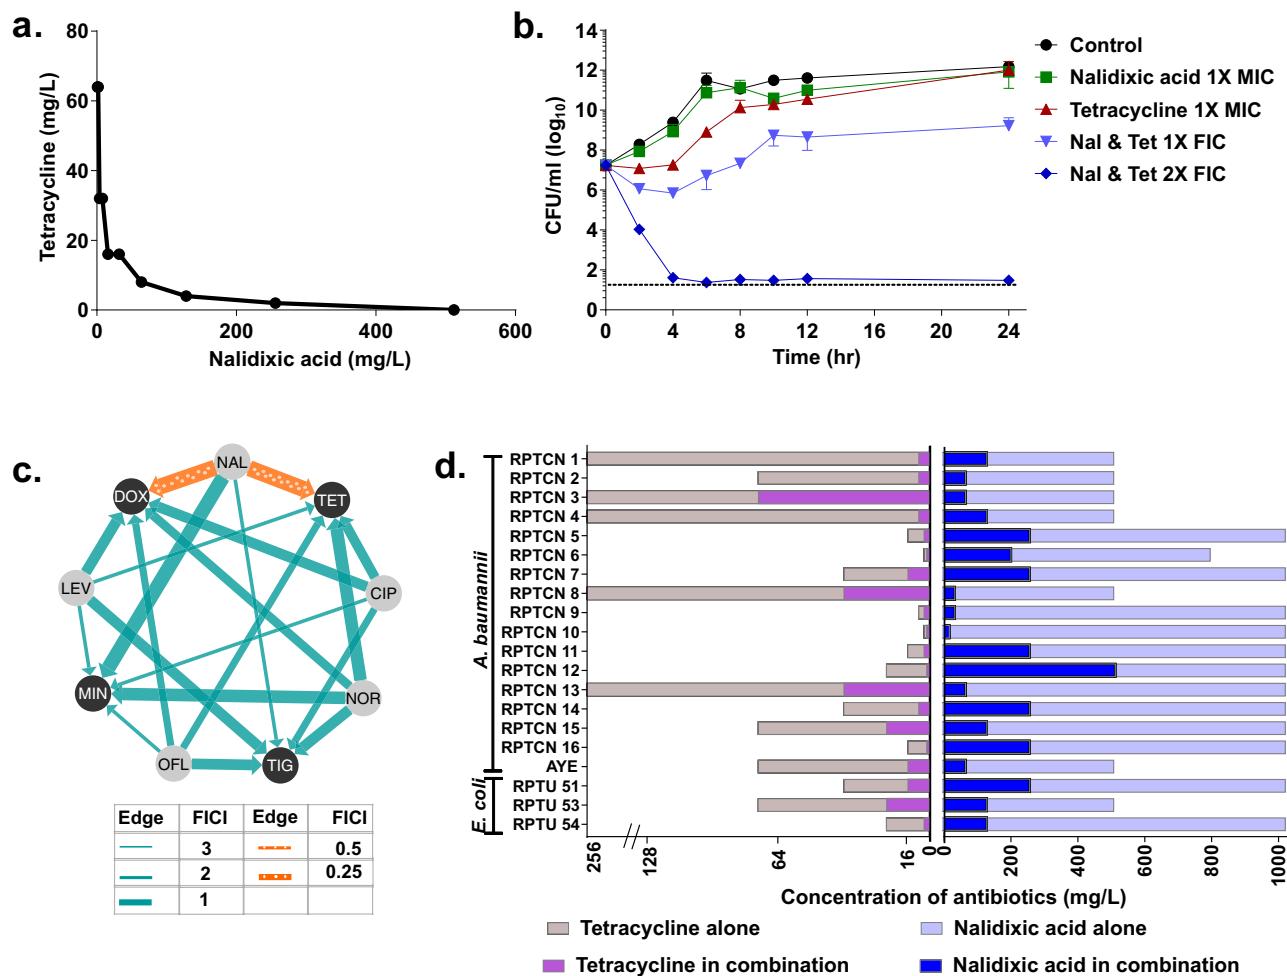 a.
80
60
40
20
0
Tetracycline (mg/L)
0
200
400
600
Nalidixic acid (mg/L)
b.
14
12
10
8
6
4
2
0
CFU/ml (log10)
0
4
8
12
16
20
24
Time (hr)
Control
Nalidixic acid 1X MIC
Tetracycline 1X MIC
Nal & Tet 1X FIC
Nal & Tet 2X FIC
c.
NAL
DOX
TET
LEV
CIP
MIN
NOR
OFL
TIG
Edge FICI Edge FICI
3 0.5
2 0.25
1
d.
A. baumannii
E. coli
RPTCN 1
RPTCN 2
RPTCN 3
RPTCN 4
RPTCN 5
RPTCN 6
RPTCN 7
RPTCN 8
RPTCN 9
RPTCN 10
RPTCN 11
RPTCN 12
RPTCN 13
RPTCN 14
RPTCN 15
RPTCN 16
AYE
RPTU 51
RPTU 53
RPTU 54
256
//
128
64
16
0
0
200
400
600
800
1000
Concentration of antibiotics (mg/L)
Tetracycline alone
Nalidixic acid alone
Tetracycline in combination
Nalidixic acid in combination